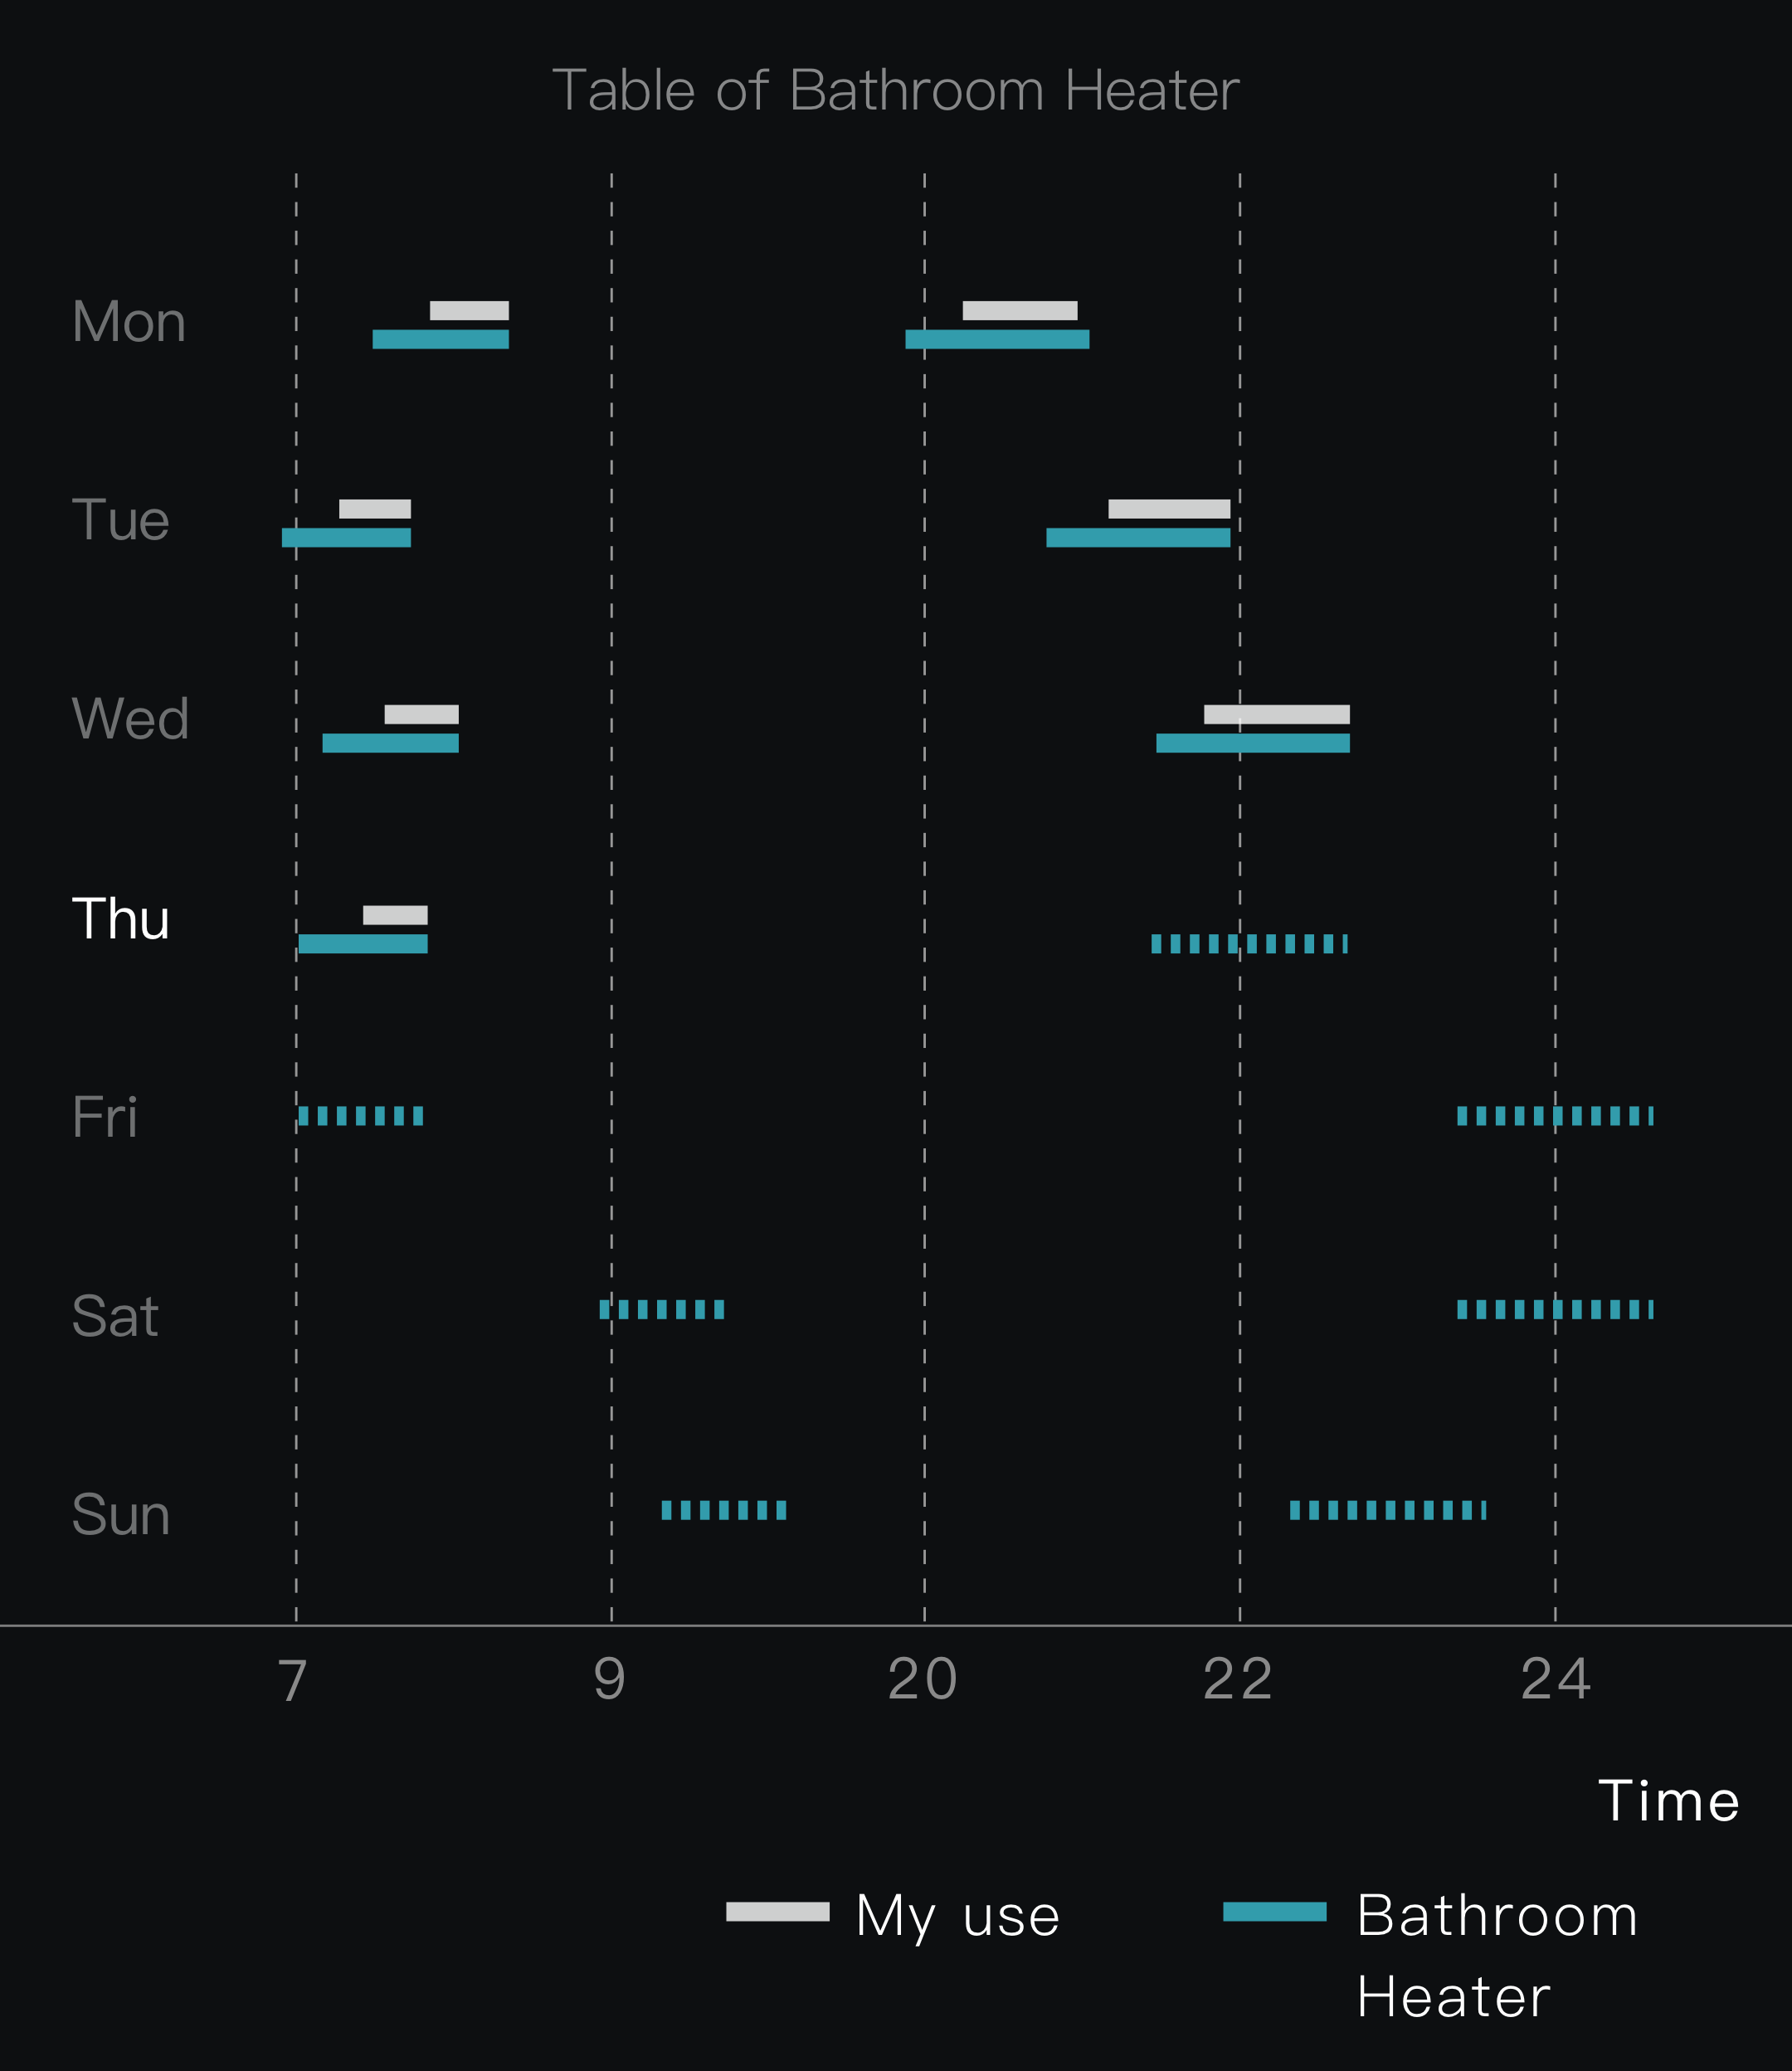 Table of Bathroom Heater
Mon
Tue
Wed
Thu
Fri
Sat
Sun
7 9 20 22 24
Time
My use
Bathroom
Heater